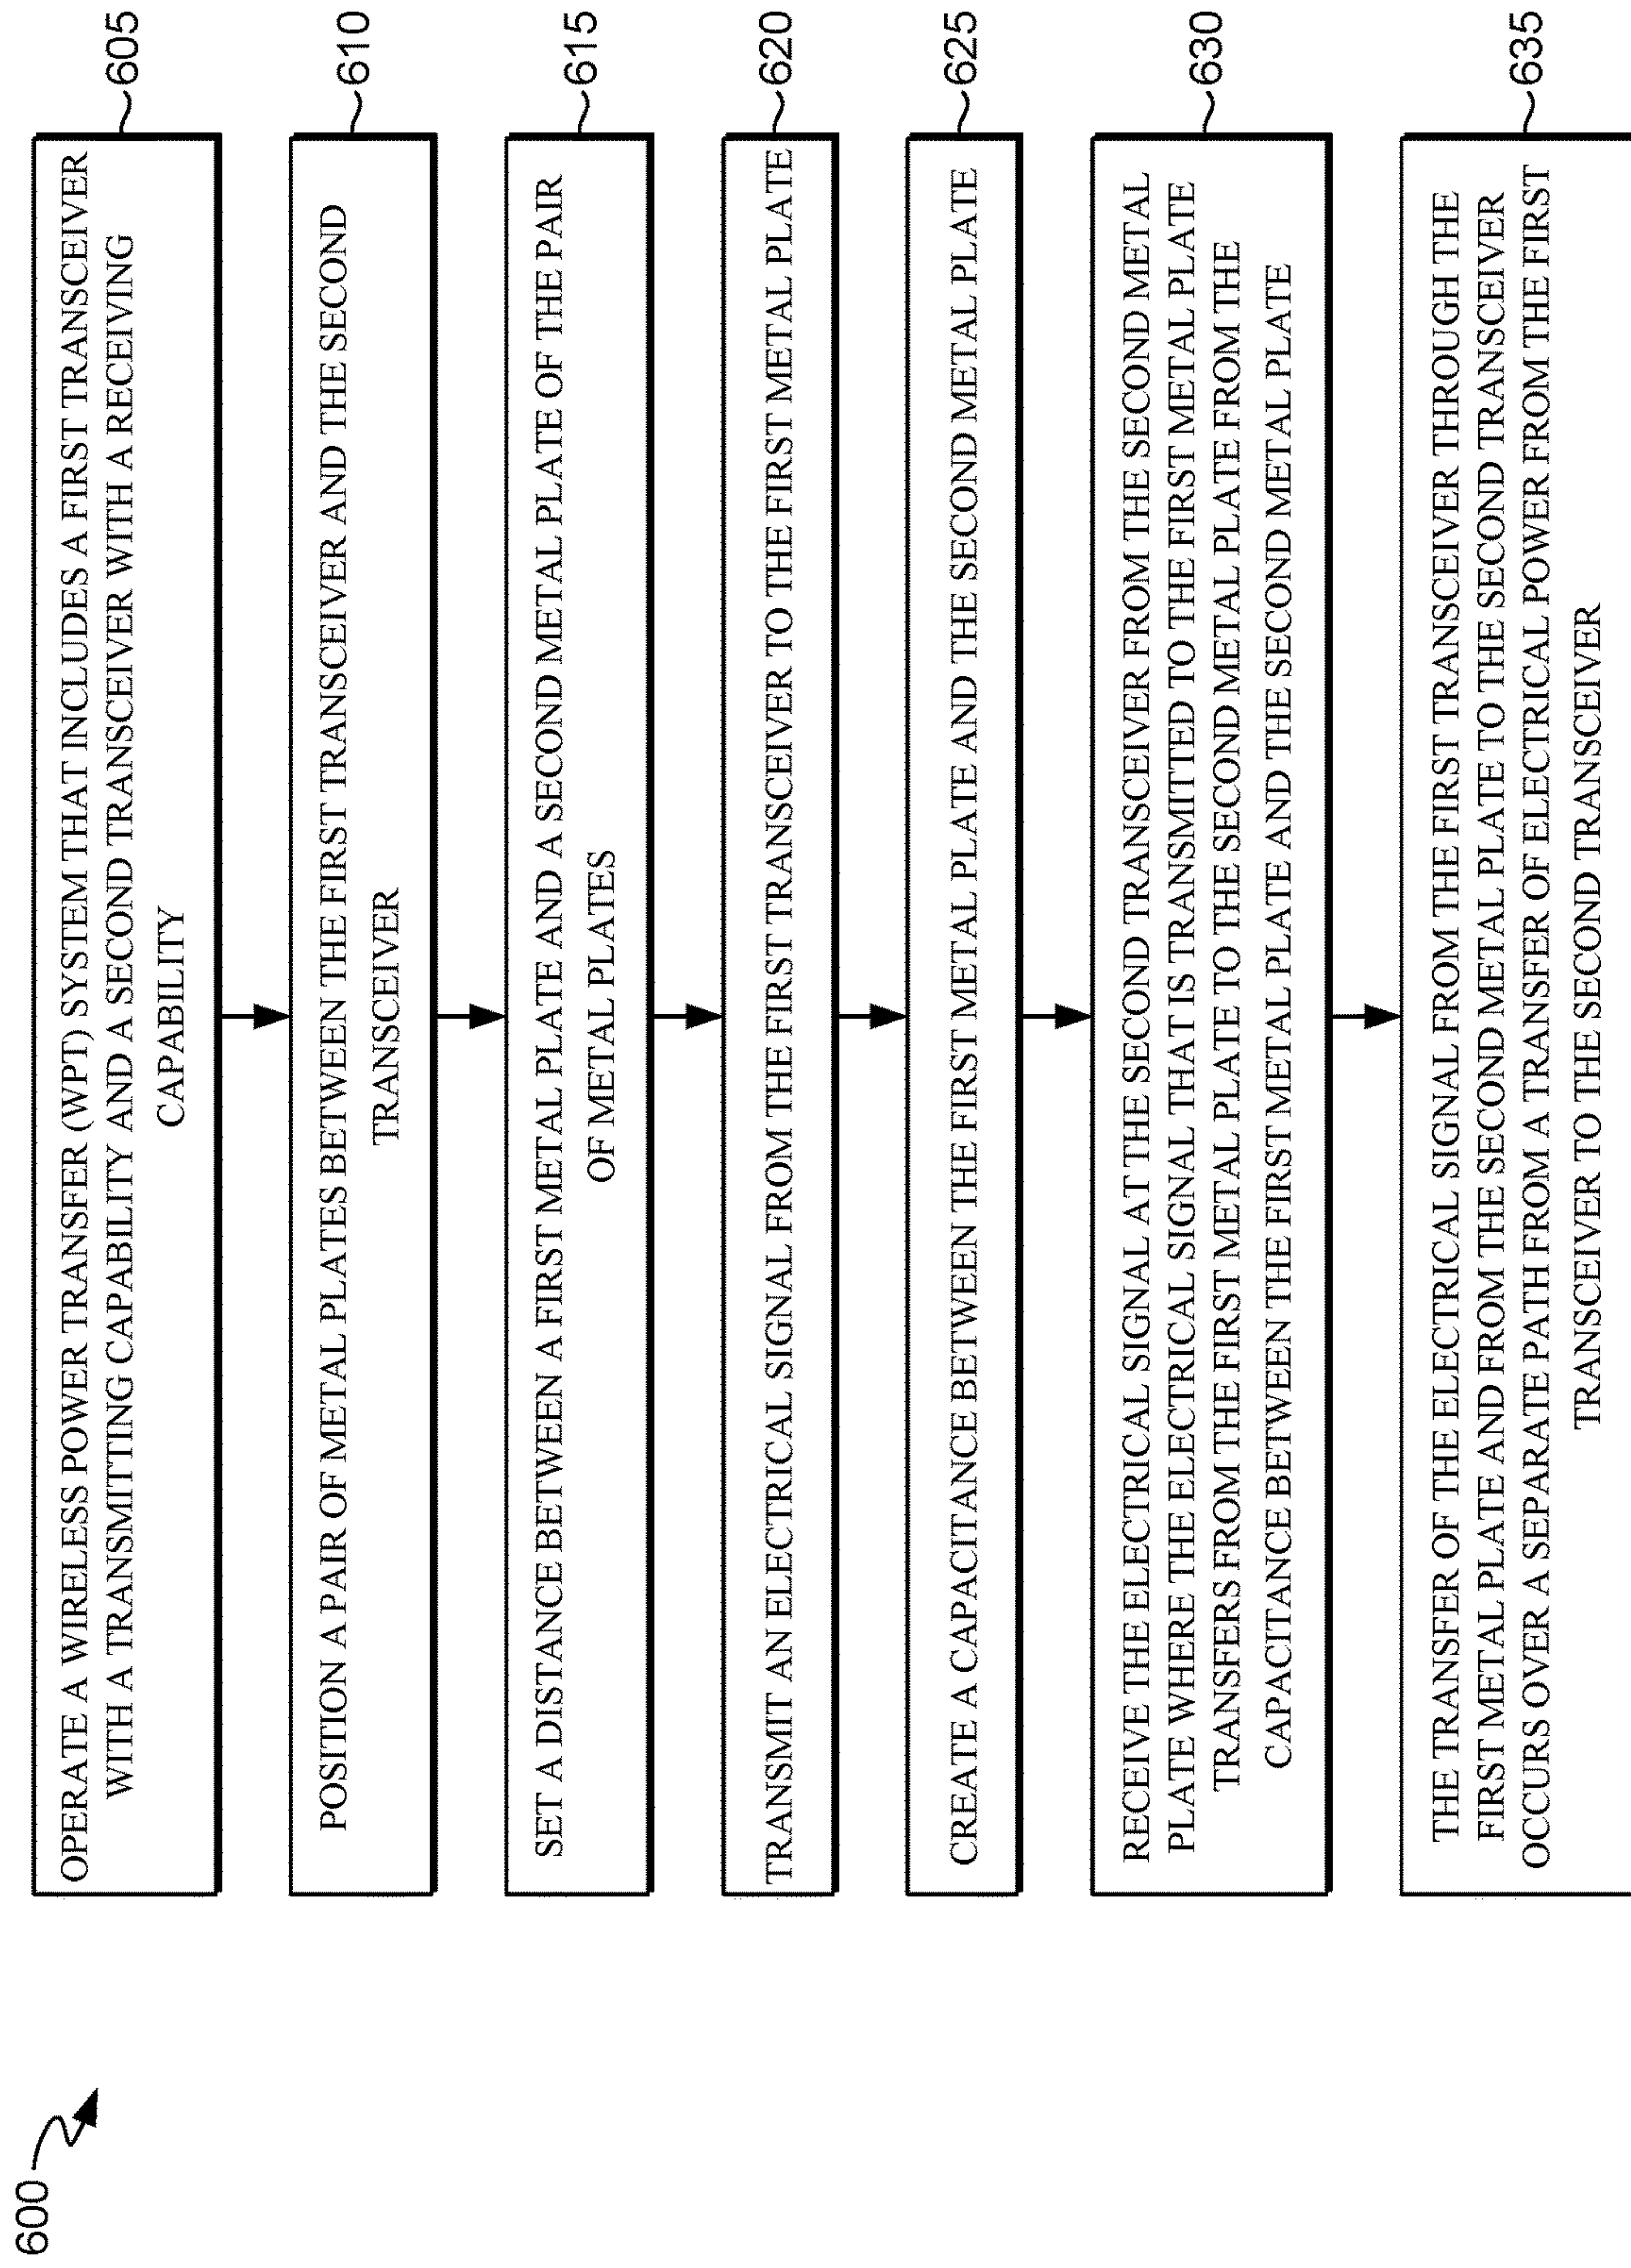 600
OPERATE A WIRELESS POWER TRANSFER (WPT) SYSTEM THAT INCLUDES A FIRST TRANSCEIVER
WITH A TRANSMITTING CAPABILITY AND A SECOND TRANSCEIVER WITH A RECEIVING
CAPABILITY
605
POSITION A PAIR OF METAL PLATES BETWEEN THE FIRST TRANSCEIVER AND THE SECOND
TRANSCEIVER
610
SET A DISTANCE BETWEEN A FIRST METAL PLATE AND A SECOND METAL PLATE OF THE PAIR
OF METAL PLATES
615
TRANSMIT AN ELECTRICAL SIGNAL FROM THE FIRST TRANSCEIVER TO THE FIRST METAL PLATE
620
CREATE A CAPACITANCE BETWEEN THE FIRST METAL PLATE AND THE SECOND METAL PLATE
625
RECEIVE THE ELECTRICAL SIGNAL AT THE SECOND TRANSCEIVER FROM THE SECOND METAL
PLATE WHERE THE ELECTRICAL SIGNAL THAT IS TRANSMITTED TO THE FIRST METAL PLATE
TRANSFERS FROM THE FIRST METAL PLATE TO THE SECOND METAL PLATE FROM THE
CAPACITANCE BETWEEN THE FIRST METAL PLATE AND THE SECOND METAL PLATE
630
THE TRANSFER OF THE ELECTRICAL SIGNAL FROM THE FIRST TRANSCEIVER THROUGH THE
FIRST METAL PLATE AND FROM THE SECOND METAL PLATE TO THE SECOND TRANSCEIVER
OCCURS OVER A SEPARATE PATH FROM A TRANSFER OF ELECTRICAL POWER FROM THE FIRST
TRANSCEIVER TO THE SECOND TRANSCEIVER
635